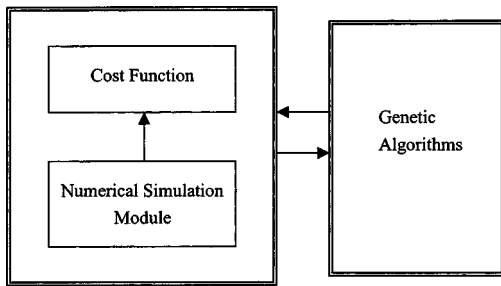 Cost Function
Numerical Simulation
Module
Genetic
Algorithms